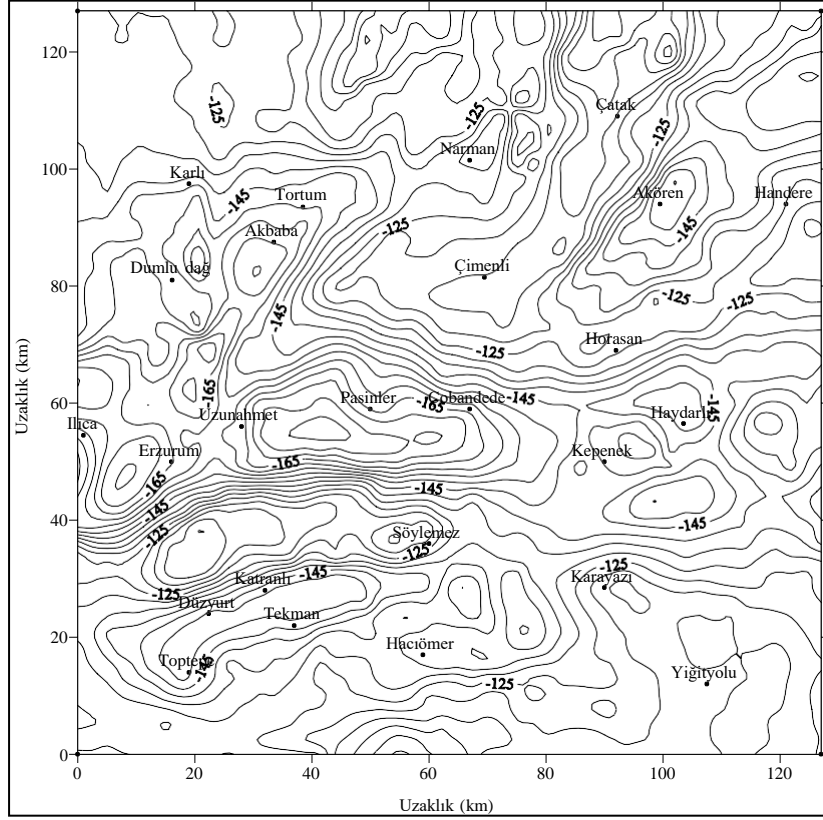 120
-125
-125
Çatak
-125
Narman
100
Karlı
-145
Tortum
Akören
Handere
Akbaba
-125
-145
Dumlu dağ
Çimenli
80
-125
-125
-145
Horasan
-125
Uzaklık (km)
-165
Pasinler
-165
Çobandede
-145
-145
60
Uzunahmet
Haydarlı
Ilıca
Erzurum
Kepenek
-165
-165
-145
-145
40
-145
-125
Söylemez
-125
-125
Katranlı
-145
Karayazı
-125
Düzyurt
Tekman
20
Hacıömer
Toptepe
-145
-125
Yiğityolu
0
0
20
40
60
80
100
120
Uzaklık (km)